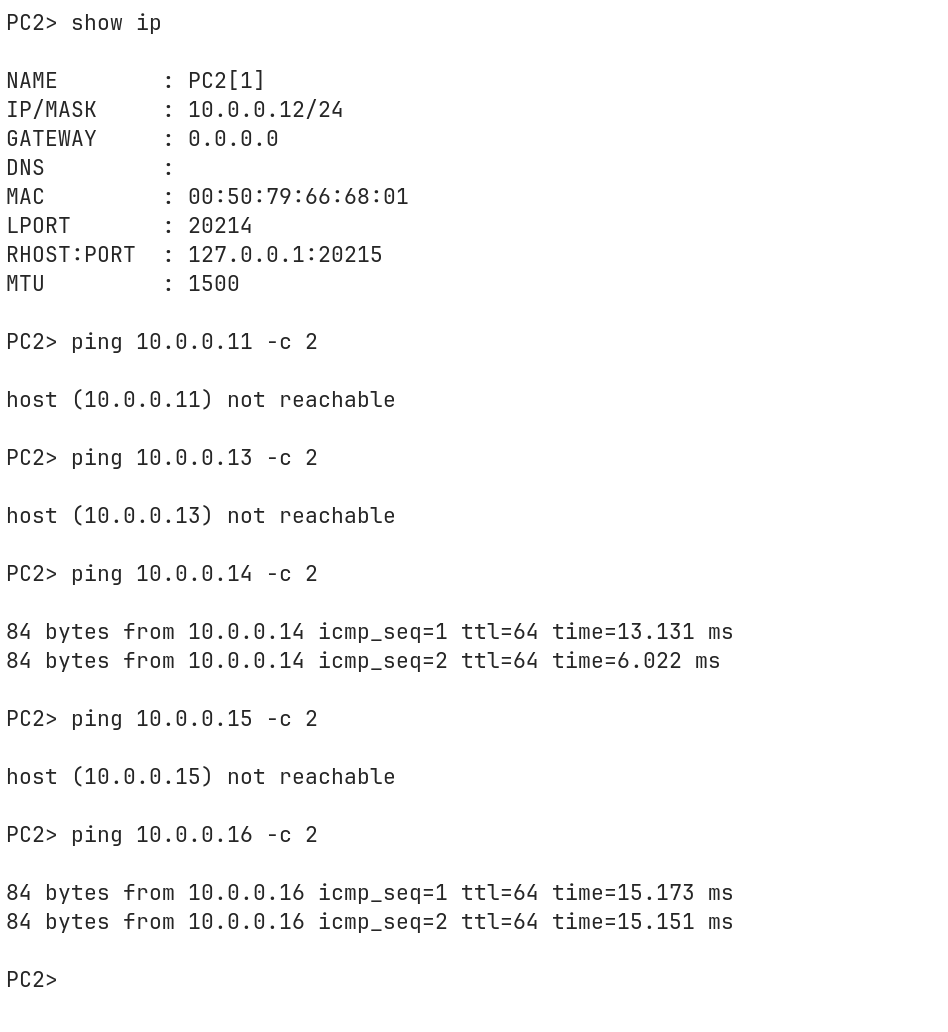 PC2> show ip
NAME        : PC2[1]
IP/MASK     : 10.0.0.12/24
GATEWAY     : 0.0.0.0
DNS         :
MAC         : 00:50:79:66:68:01
LPORT       : 20214
RHOST:PORT  : 127.0.0.1:20215
MTU         : 1500
PC2> ping 10.0.0.11 -c 2
host (10.0.0.11) not reachable
PC2> ping 10.0.0.13 -c 2
host (10.0.0.13) not reachable
PC2> ping 10.0.0.14 -c 2
84 bytes from 10.0.0.14 icmp_seq=1 ttl=64 time=13.131 ms
84 bytes from 10.0.0.14 icmp_seq=2 ttl=64 time=6.022 ms
PC2> ping 10.0.0.15 -c 2
host (10.0.0.15) not reachable
PC2> ping 10.0.0.16 -c 2
84 bytes from 10.0.0.16 icmp_seq=1 ttl=64 time=15.173 ms
84 bytes from 10.0.0.16 icmp_seq=2 ttl=64 time=15.151 ms
PC2>